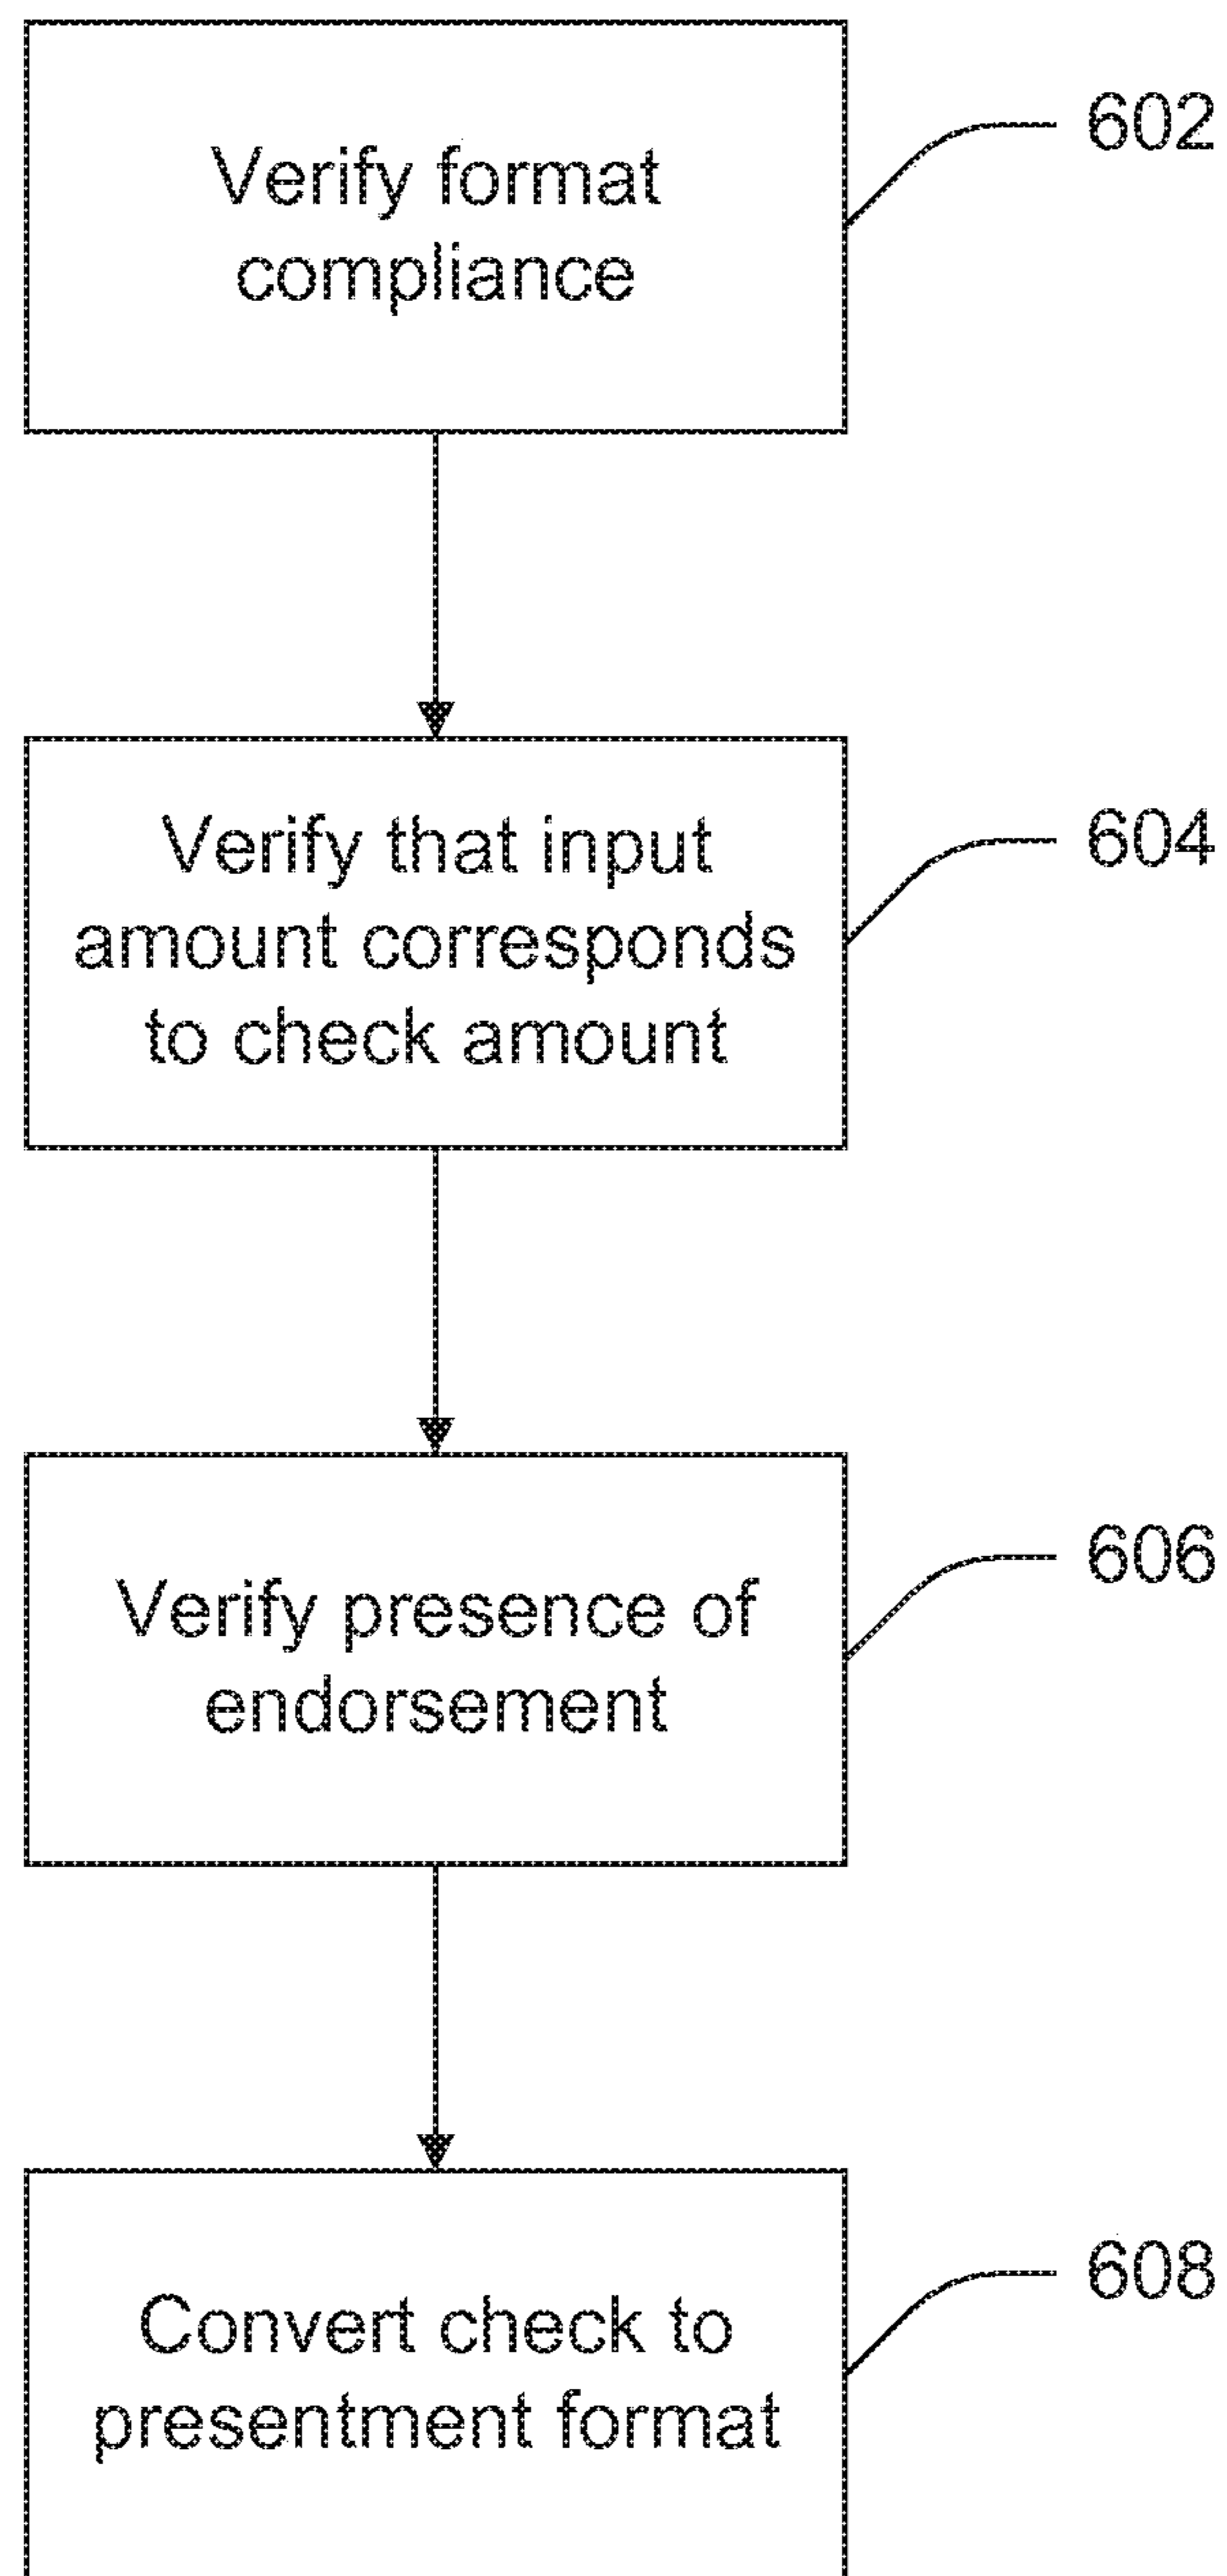 Verify format
compliance
602
Verify that input
amount corresponds
to check amount
604
Verify presence of
endorsement
606
Convert check to
presentment format
608